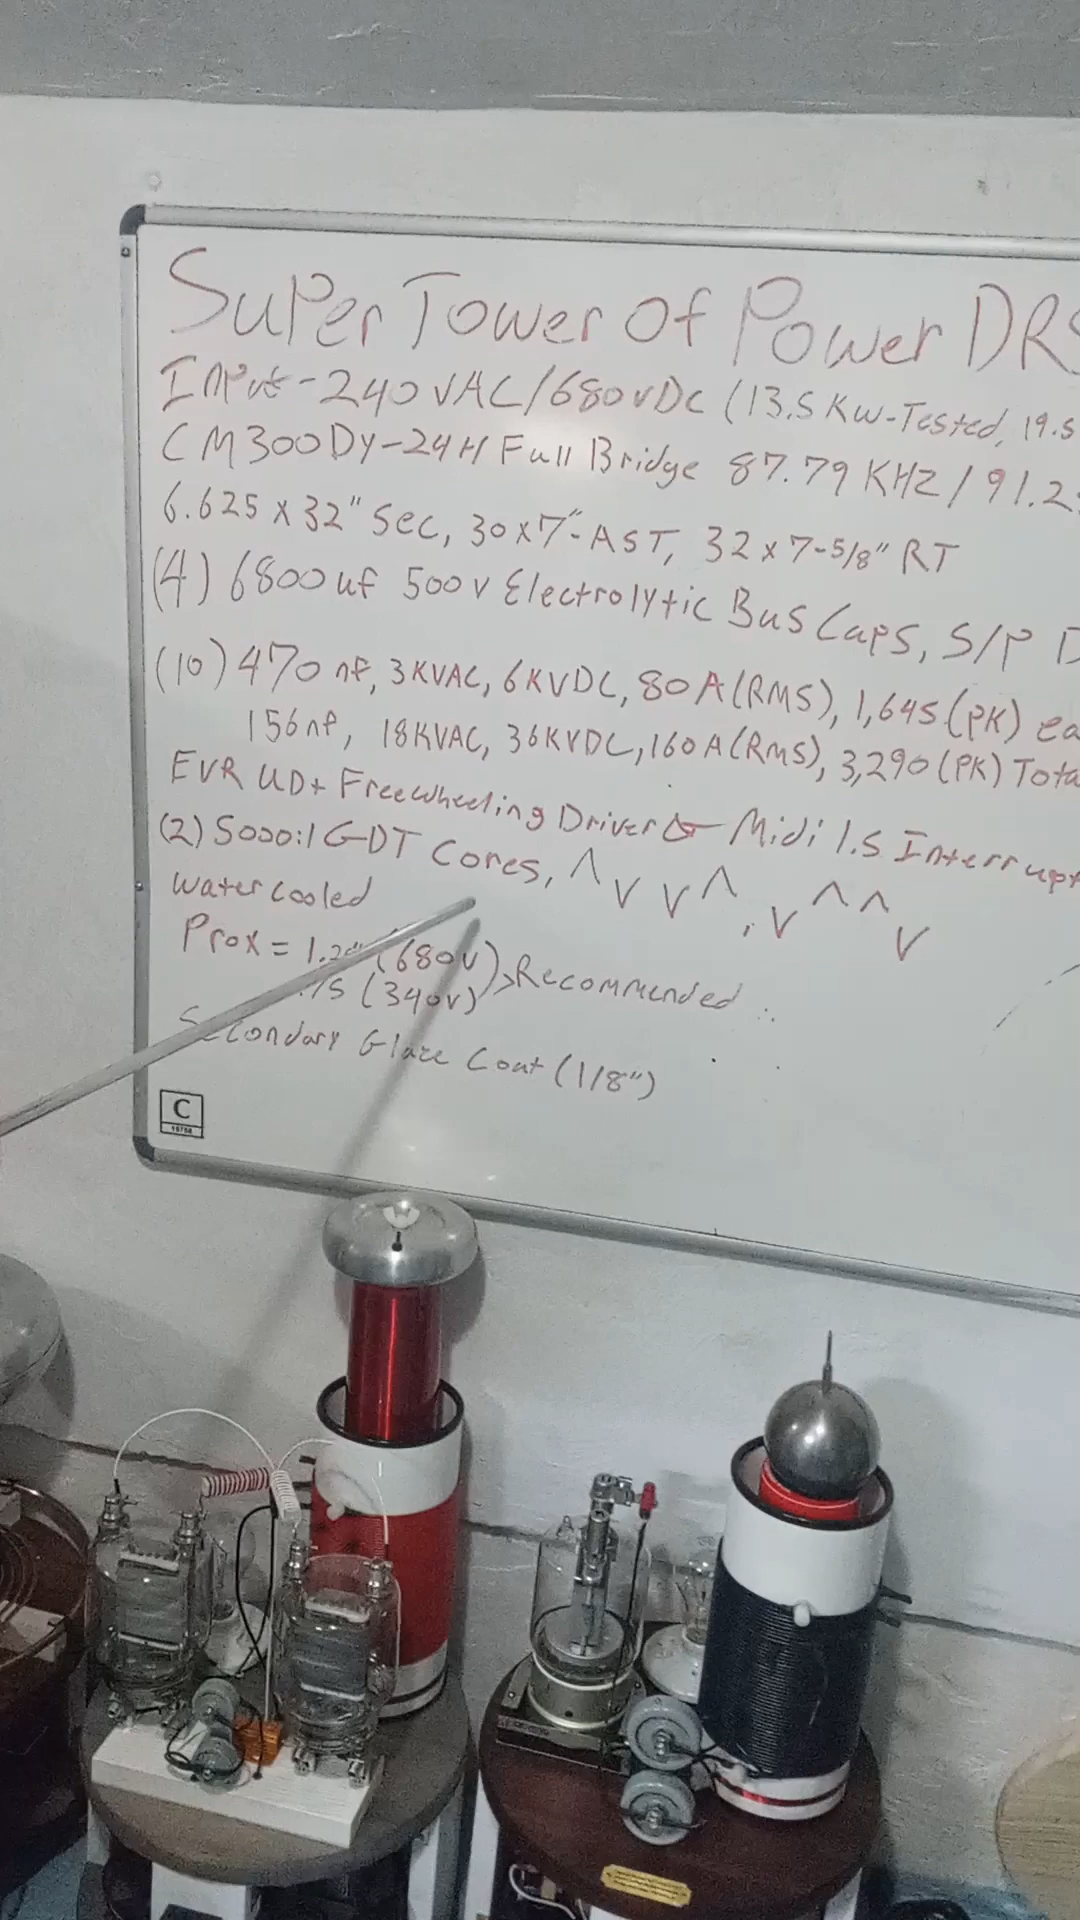 Super Tower Of Power DRS
Input-240VAC/680VDC (13.5KW-Tested, 19.5
CM300DY-24H Full Bridge 87.79 KHZ/91.2
6.625 x 32" Sec, 30x7"-AST, 32x7-5/8" RT
(4) 6800uf 500v Electrolytic Bus Caps, S/P D
(10) 470nf, 3KVAC, 6KVDC, 80A(RMS), 1,645(PK) ea
156nf, 18KVAC, 36KVDC, 160A(RMS), 3,290(PK) Tota
EVR UD+ Freewheeling Driver & Midi 1.5 Interrupt
(2) 5000:1 GDT Cores, Λ V V Λ, V Λ Λ V
Water cooled
Prox = (680v) >Recommended
(340v)
Secondary Glaze Coat (1/8")
C